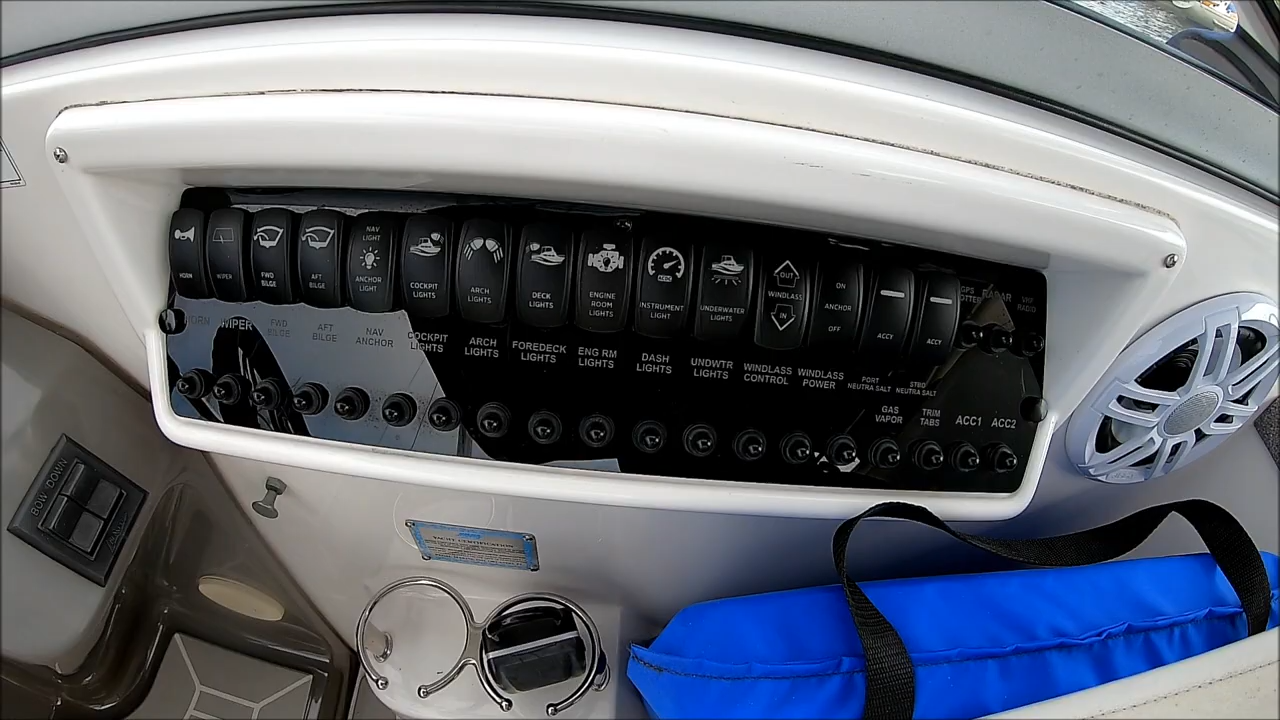 HORN
WIPER
FWD
BILGE
AFT
BILGE
NAV
LIGHT
ANCHOR
LIGHT
COCKPIT
LIGHTS
ARCH
LIGHTS
DECK
LIGHTS
ENGINE
ROOM
LIGHTS
INSTRUMENT
LIGHT
UNDERWATER
LIGHTS
OUT
WINDLASS
IN
ON
ANCHOR
OFF
ACCY
ACCY
GPS
RADAR
VHF
RADIO
HORN
WIPER
FWD
BILGE
AFT
BILGE
NAV
ANCHOR
COCKPIT
LIGHTS
ARCH
LIGHTS
FOREDECK
LIGHTS
ENG RM
LIGHTS
DASH
LIGHTS
UNDWTR
LIGHTS
WINDLASS
CONTROL
WINDLASS
POWER
PORT
NEUTRA SALT
STBD
NEUTRA SALT
GAS
VAPOR
TRIM
TABS
ACC1
ACC2
BOW DOWN
YACHT CERTIFICATION